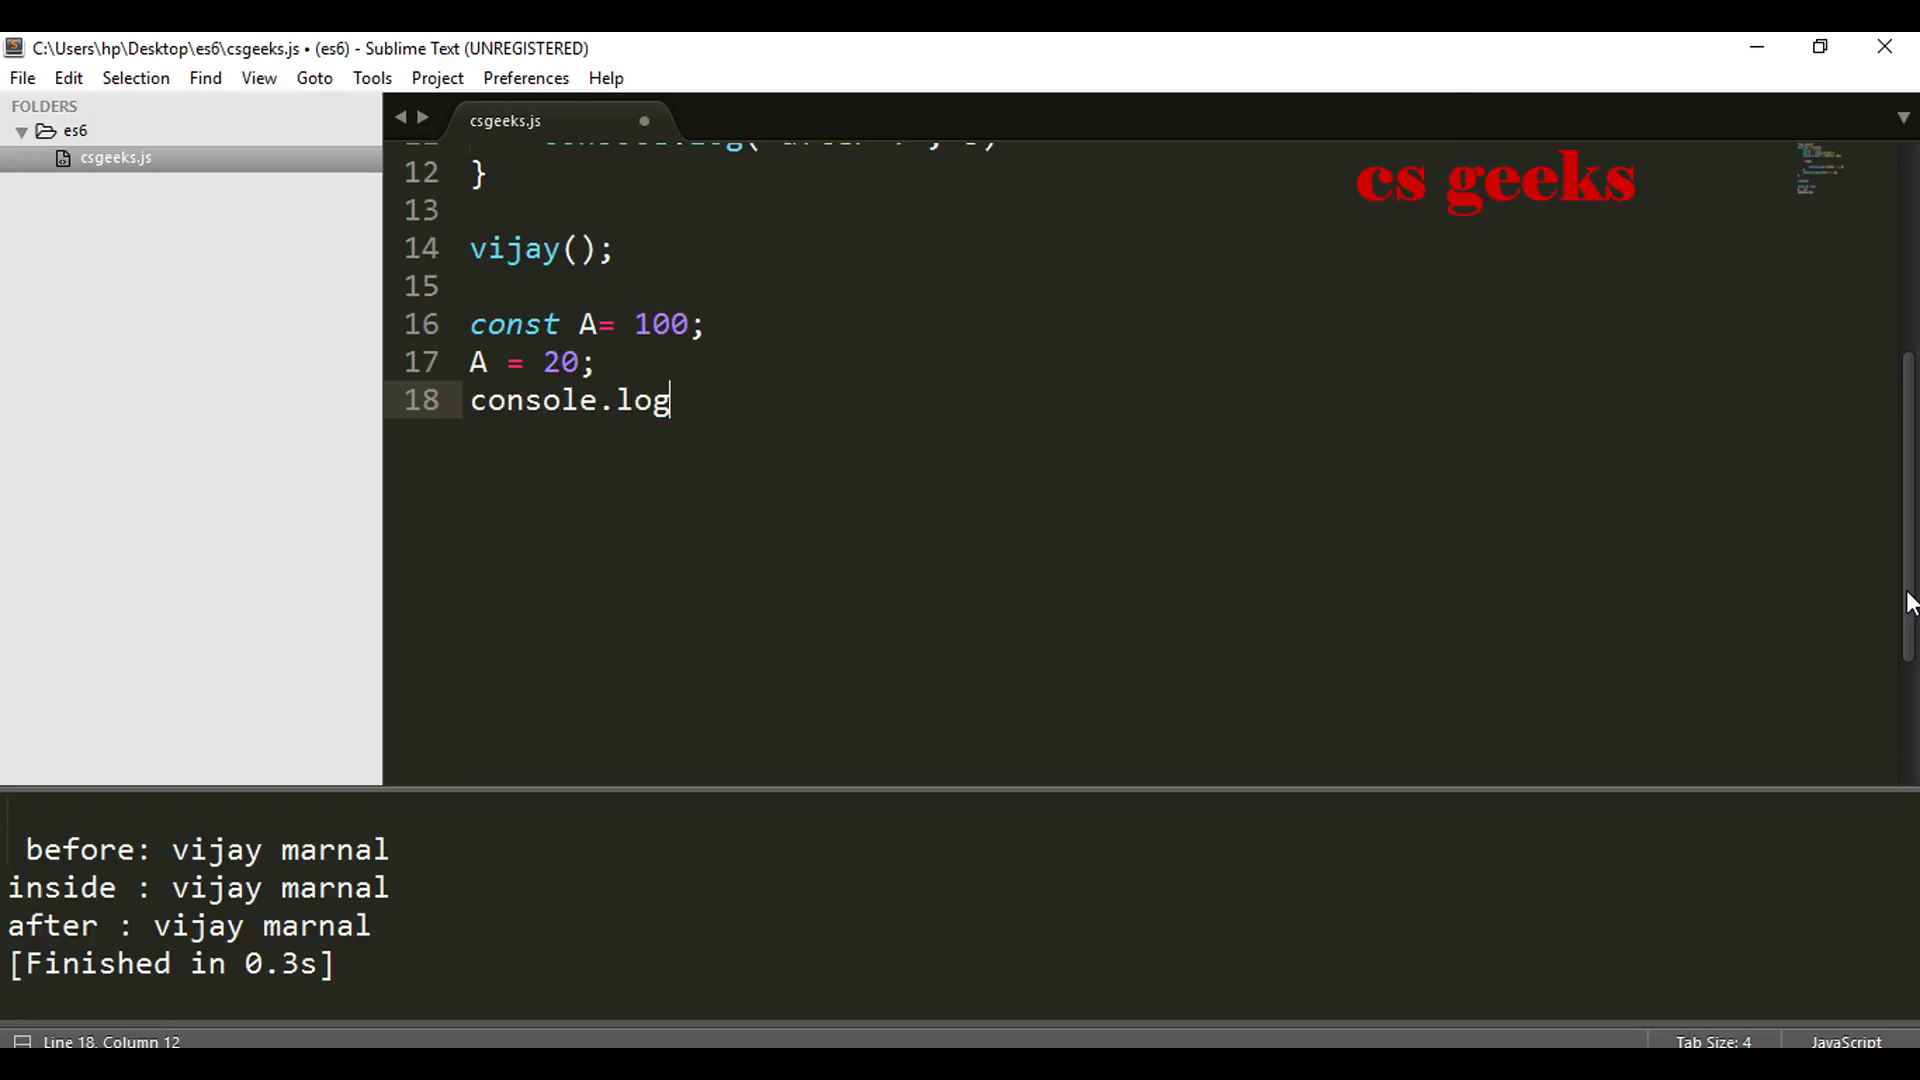 C:\Users\hp\Desktop\es6\csgeeks.js • (es6) - Sublime Text (UNREGISTERED)
File Edit Selection Find View Goto Tools Project Preferences Help
FOLDERS
es6
csgeeks.js
csgeeks.js
12 }
13
14 vijay();
15
16 const A= 100;
17 A = 20;
18 console.log
cs geeks
before: vijay marnal
inside : vijay marnal
after : vijay marnal
[Finished in 0.3s]
Line 18, Column 12
Tab Size: 4
JavaScript